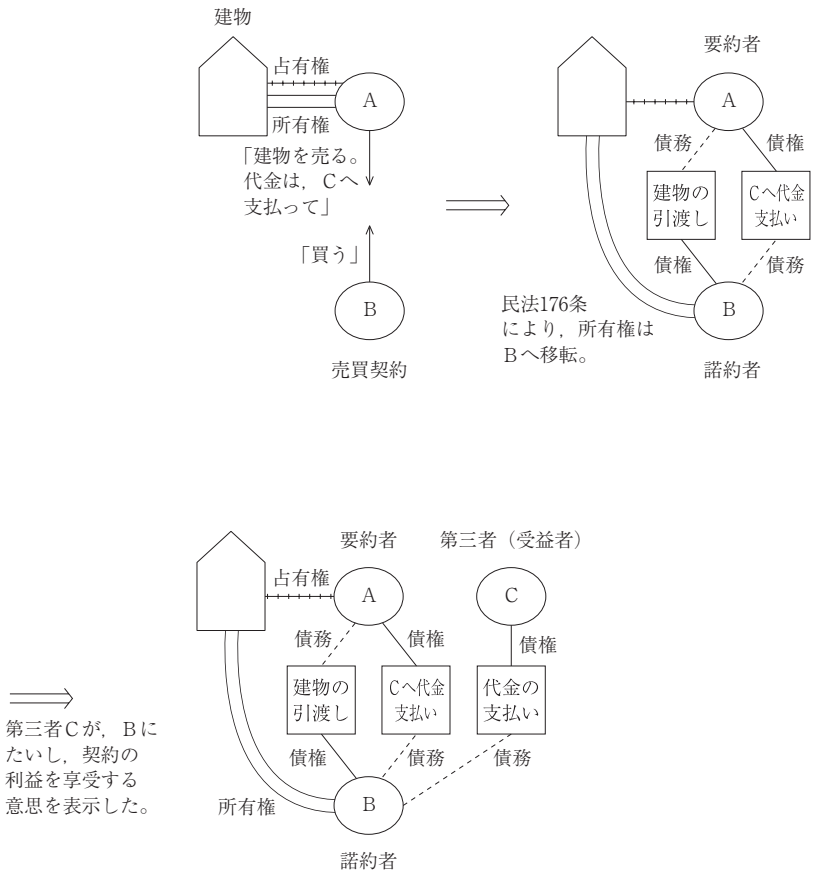 建物
占有権
A
所有権
「建物を売る。
代金は，Cへ
支払って」
「買う」
B
売買契約
要約者
A
債務
債権
建物の
引渡し
Cへ代金
支払い
債権
債務
民法176条
により，所有権は
Bへ移転。
B
諾約者
要約者
第三者（受益者）
占有権
A
C
債務
債権
債権
建物の
引渡し
Cへ代金
支払い
代金の
支払い
第三者Cが，Bに
たいし，契約の
利益を享受する
意思を表示した。
債権
債務
債務
所有権
B
諾約者